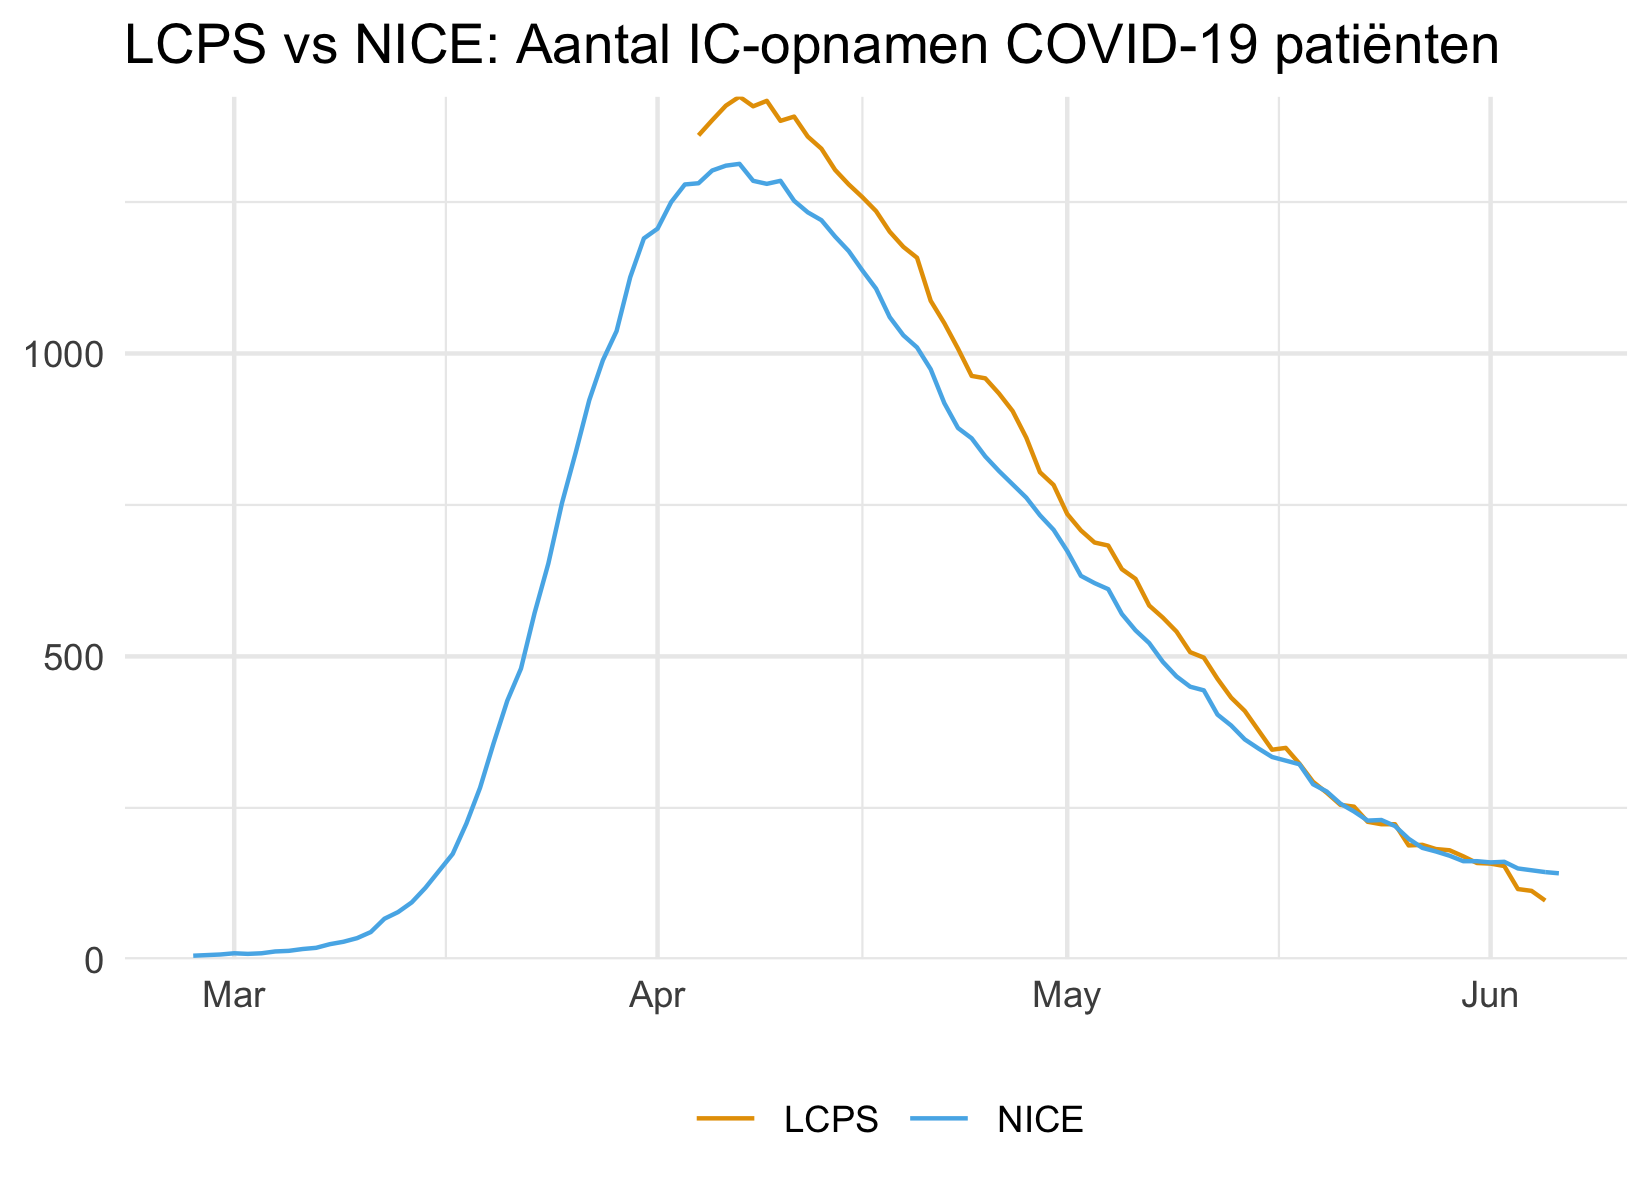 LCPS vs NICE: Aantal IC-opnamen COVID-19 patiënten
1000
500
0
Mar Apr May Jun
LCPS NICE